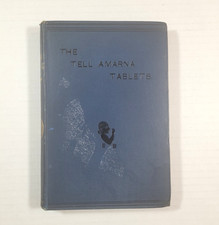 THE
TELL AMARNA
TABLETS.